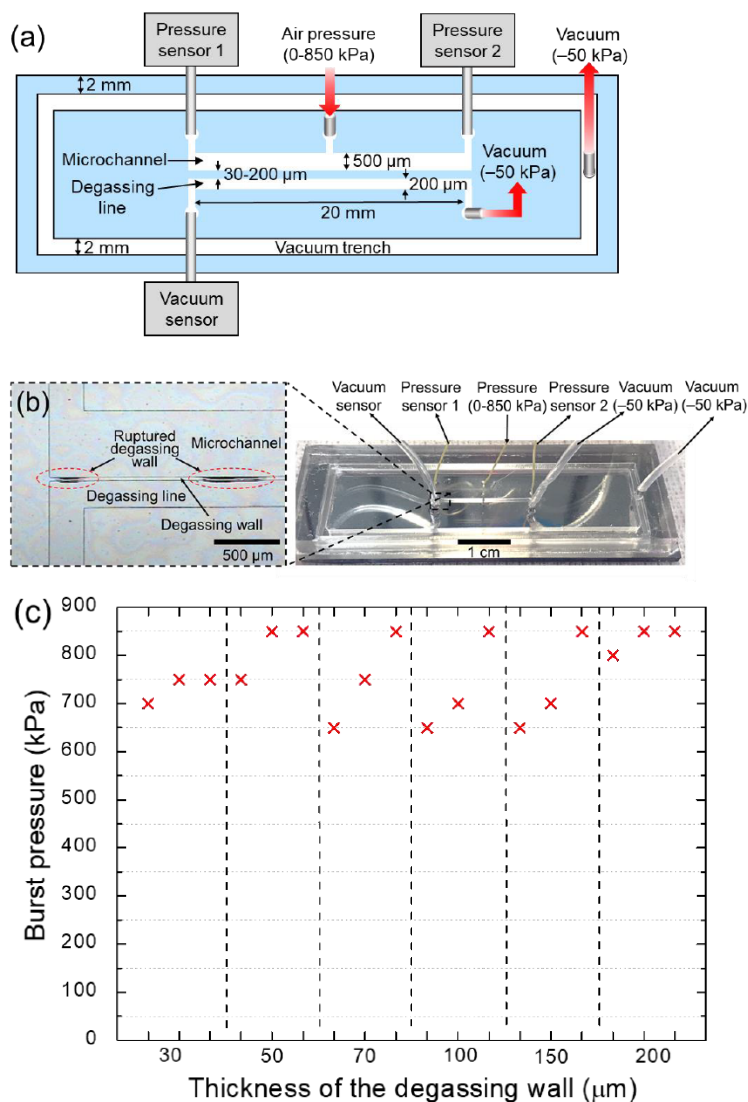 (a)
Pressure
sensor 1
Air pressure
(0-850 kPa)
Pressure
sensor 2
Vacuum
(–50 kPa)
2 mm
Microchannel
500 µm
Vacuum
(–50 kPa)
30-200 µm
Degassing
line
200 µm
20 mm
2 mm
Vacuum trench
Vacuum
sensor
(b)
Vacuum
sensor
Pressure
sensor 1
Pressure
(0-850 kPa)
Pressure
sensor 2
Vacuum
(–50 kPa)
Vacuum
(–50 kPa)
Ruptured
degassing
wall
Microchannel
Degassing line
Degassing wall
500 µm
1 cm
(c)
900
800
700
600
500
400
300
200
100
0
Burst pressure (kPa)
30
50
70
100
150
200
Thickness of the degassing wall (µm)